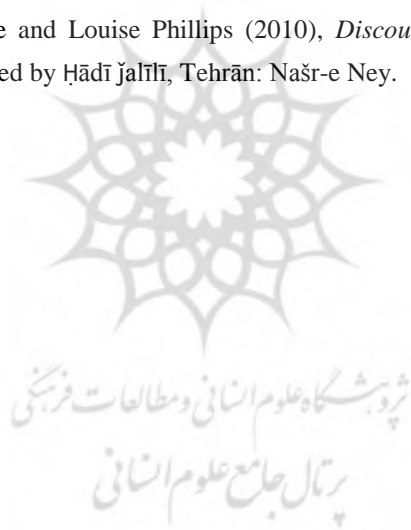 e and Louise Phillips (2010), Discou
ed by Ḥādī ǰalīlī, Tehrān: Našr-e Ney.
پژوهشگاه علوم انسانی و مطالعات فرهنگی
پرتال جامع علوم انسانی